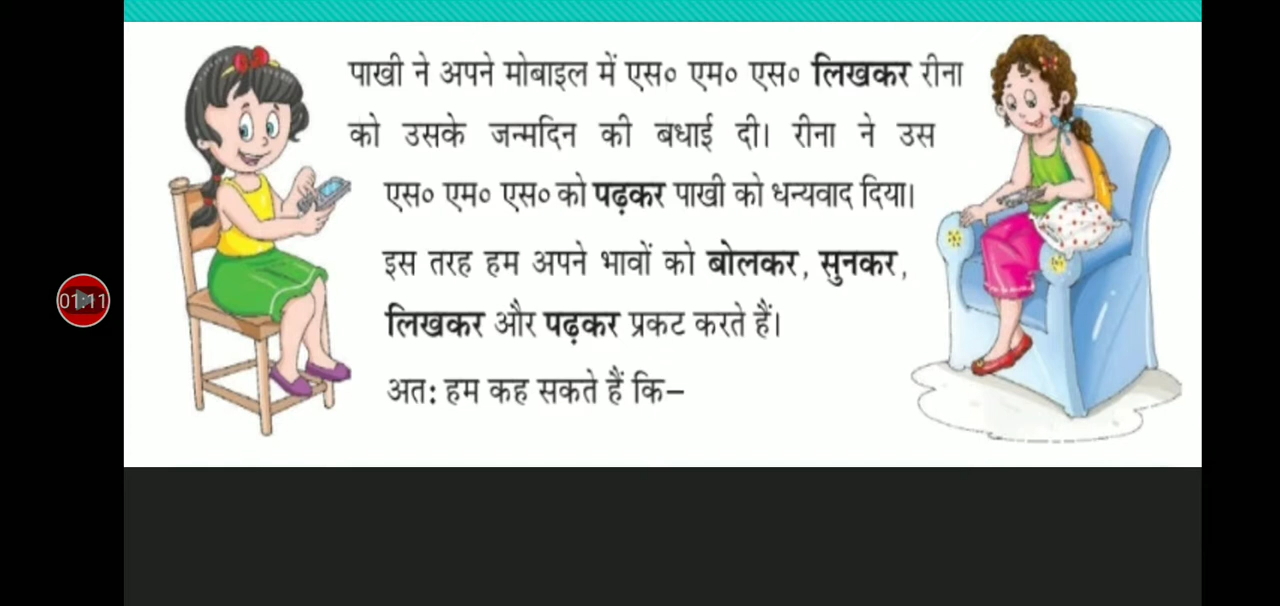 पाखी ने अपने मोबाइल में एस० एम० एस० लिखकर रीना
को उसके जन्मदिन की बधाई दी। रीना ने उस
एस० एम० एस० को पढ़कर पाखी को धन्यवाद दिया।
इस तरह हम अपने भावों को बोलकर, सुनकर,
लिखकर और पढ़कर प्रकट करते हैं।
अतः हम कह सकते हैं कि–
01:11